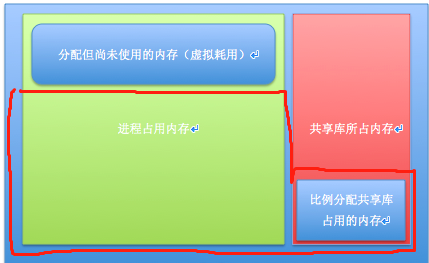 分配但尚未使用的内存（虚拟耗用）
进程占用内存
共享库所占内存
比例分配共享库
占用的内存